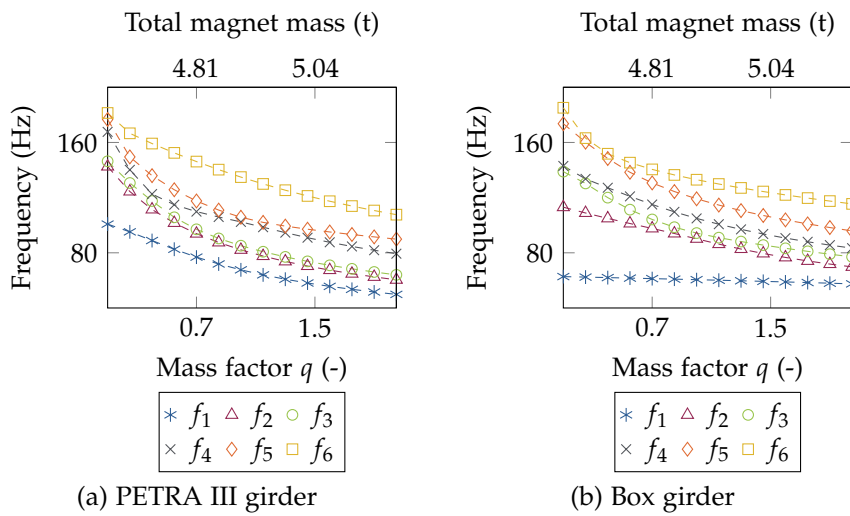 Total magnet mass (t)
4.81 5.04
160
80
Frequency (Hz)
0.7 1.5
Mass factor q (-)
f1 f2 f3
f4 f5 f6
(a) PETRA III girder
Total magnet mass (t)
4.81 5.04
160
80
Frequency (Hz)
0.7 1.5
Mass factor q (-)
f1 f2 f3
f4 f5 f6
(b) Box girder